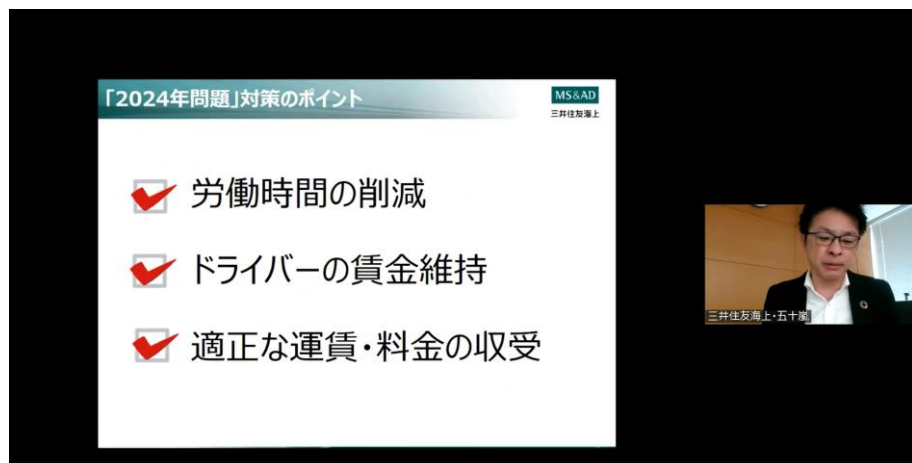 「2024年問題」対策のポイント
MS&AD
三井住友海上
労働時間の削減
ドライバーの賃金維持
適正な運賃・料金の収受
三井住友海上・五十嵐